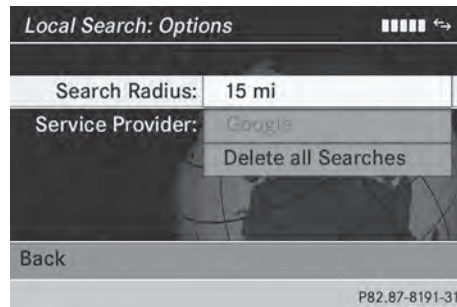 Local Search: Options
Search Radius: 15 mi
Service Provider: Google
Delete all Searches
Back
P82.87-8191-31